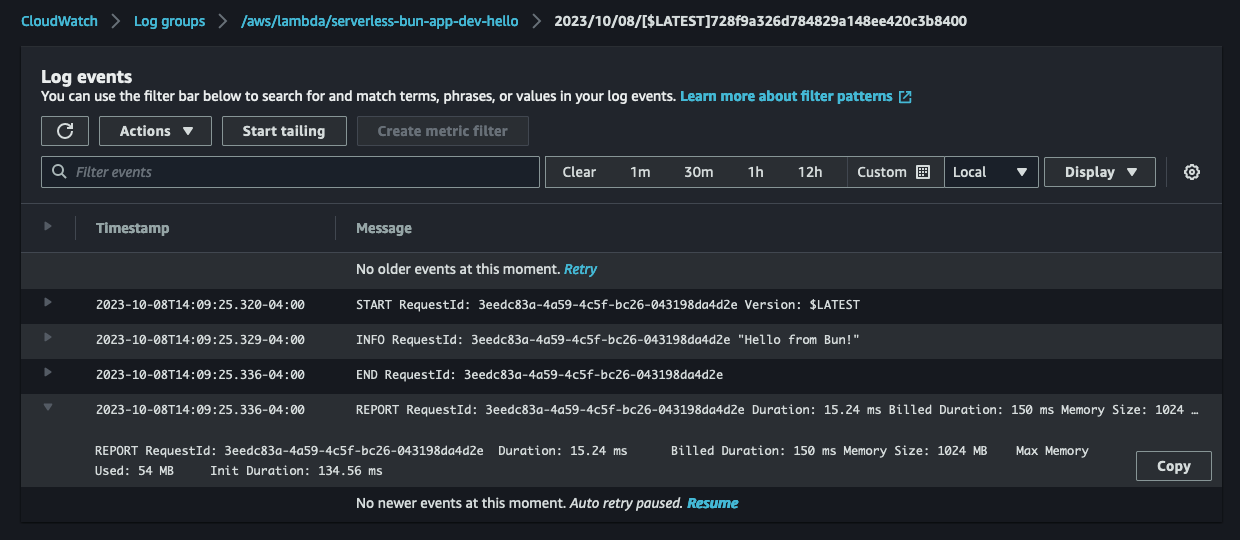 CloudWatch > Log groups > /aws/lambda/serverless-bun-app-dev-hello > 2023/10/08/[$LATEST]728f9a326d784829a148ee420c3b8400
Log events
You can use the filter bar below to search for and match terms, phrases, or values in your log events. Learn more about filter patterns
Actions Start tailing Create metric filter
Filter events Clear 1m 30m 1h 12h Custom Local Display
Timestamp Message
No older events at this moment. Retry
2023-10-08T14:09:25.320-04:00 START RequestId: 3eedc83a-4a59-4c5f-bc26-043198da4d2e Version: $LATEST
2023-10-08T14:09:25.329-04:00 INFO RequestId: 3eedc83a-4a59-4c5f-bc26-043198da4d2e "Hello from Bun!"
2023-10-08T14:09:25.336-04:00 END RequestId: 3eedc83a-4a59-4c5f-bc26-043198da4d2e
2023-10-08T14:09:25.336-04:00 REPORT RequestId: 3eedc83a-4a59-4c5f-bc26-043198da4d2e Duration: 15.24 ms Billed Duration: 150 ms Memory Size: 1024 …
REPORT RequestId: 3eedc83a-4a59-4c5f-bc26-043198da4d2e Duration: 15.24 ms Billed Duration: 150 ms Memory Size: 1024 MB Max Memory
Used: 54 MB Init Duration: 134.56 ms
Copy
No newer events at this moment. Auto retry paused. Resume